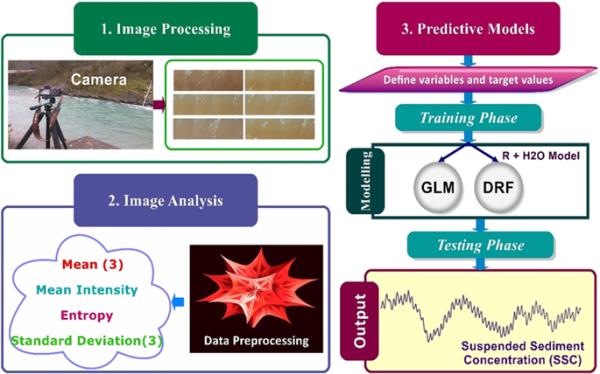 1. Image Processing
Camera
2. Image Analysis
Mean (3)
Mean Intensity
Entropy
Standard Deviation(3)
Data Preprocessing
3. Predictive Models
Define variables and target values
Training Phase
Modelling
R + H2O Model
GLM
DRF
Testing Phase
Output
Suspended Sediment
Concentration (SSC)